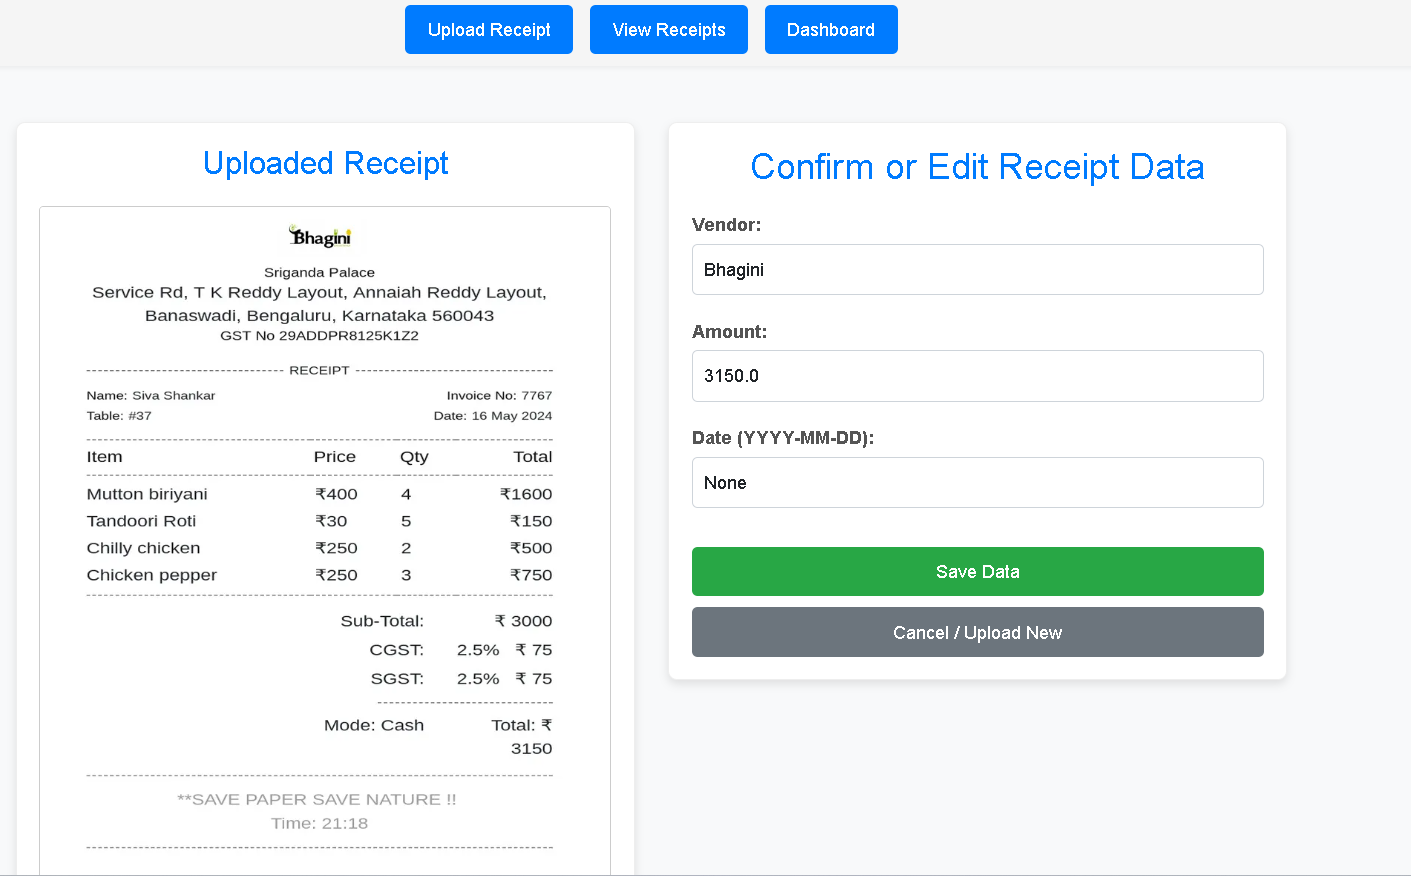 Upload Receipt View Receipts Dashboard
Uploaded Receipt
Bhagini
Sriganda Palace
Service Rd, T K Reddy Layout, Annaiah Reddy Layout,
Banaswadi, Bengaluru, Karnataka 560043
GST No 29ADDPR8125K1Z2
RECEIPT
Name: Siva Shankar Invoice No: 7767
Table: #37 Date: 16 May 2024
Item Price Qty Total
Mutton biriyani ₹400 4 ₹1600
Tandoori Roti ₹30 5 ₹150
Chilly chicken ₹250 2 ₹500
Chicken pepper ₹250 3 ₹750
Sub-Total: ₹ 3000
CGST: 2.5% ₹ 75
SGST: 2.5% ₹ 75
Mode: Cash Total: ₹
3150
**SAVE PAPER SAVE NATURE !!
Time: 21:18
Confirm or Edit Receipt Data
Vendor:
Bhagini
Amount:
3150.0
Date (YYYY-MM-DD):
None
Save Data
Cancel / Upload New